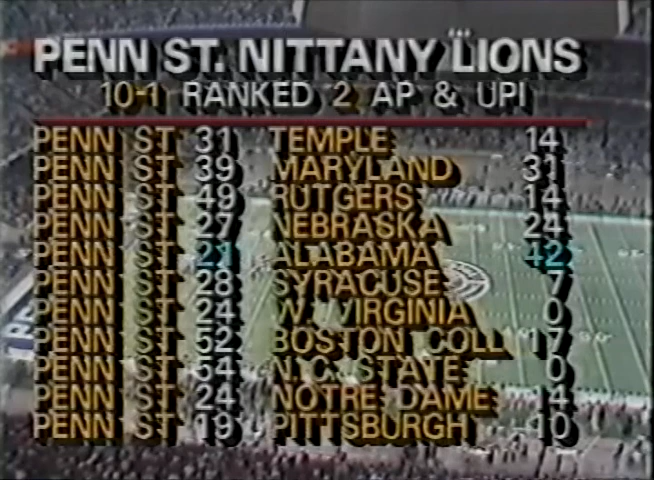 PENN ST. NITTANY LIONS
10-1 RANKED 2 AP & UPI
PENN ST 31 TEMPLE 14
PENN ST 39 MARYLAND 31
PENN ST 49 RUTGERS 14
PENN ST 27 NEBRASKA 24
PENN ST 21 ALABAMA 42
PENN ST 28 SYRACUSE 7
PENN ST 24 W. VIRGINIA 0
PENN ST 52 BOSTON COLL 17
PENN ST 54 N.C. STATE 0
PENN ST 24 NOTRE DAME 14
PENN ST 19 PITTSBURGH 10